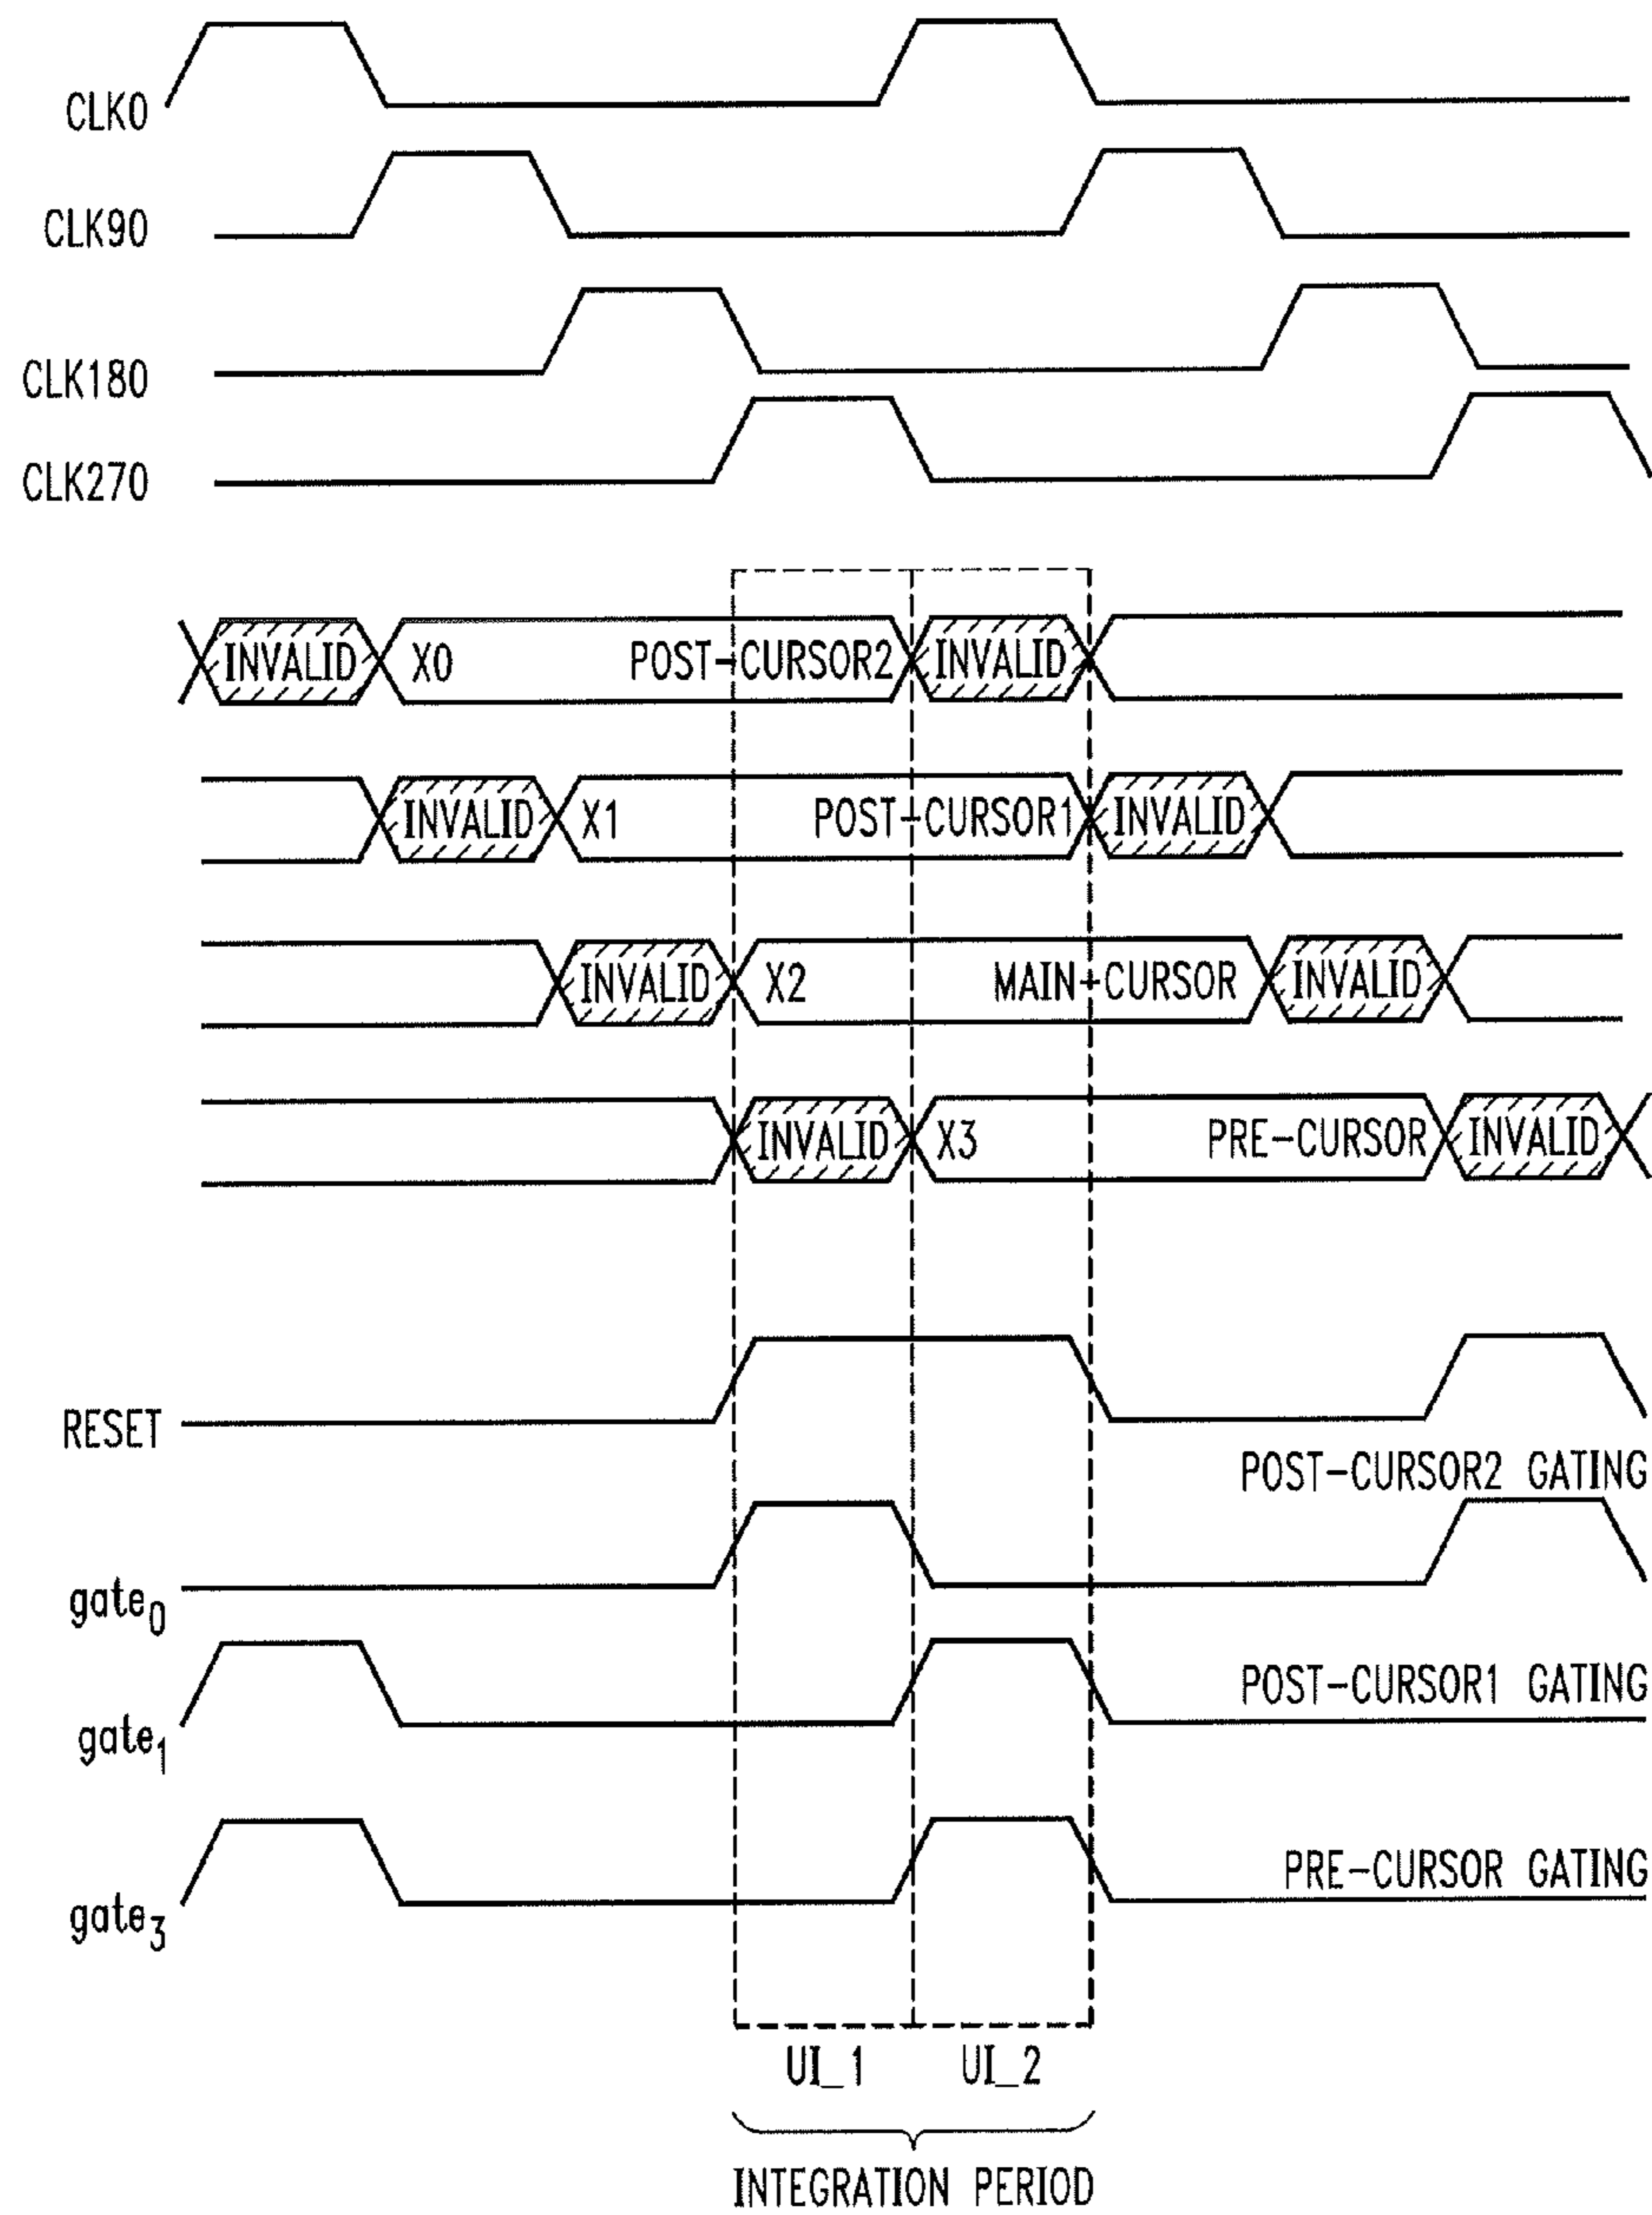 CLK0
CLK90
CLK180
CLK270
INVALID X0 POST-CURSOR2 INVALID
INVALID X1 POST-CURSOR1 INVALID
INVALID X2 MAIN-CURSOR INVALID
INVALID X3 PRE-CURSOR INVALID
RESET
POST-CURSOR2 GATING
gate0
POST-CURSOR1 GATING
gate1
PRE-CURSOR GATING
gate3
UI_1 UI_2
INTEGRATION PERIOD